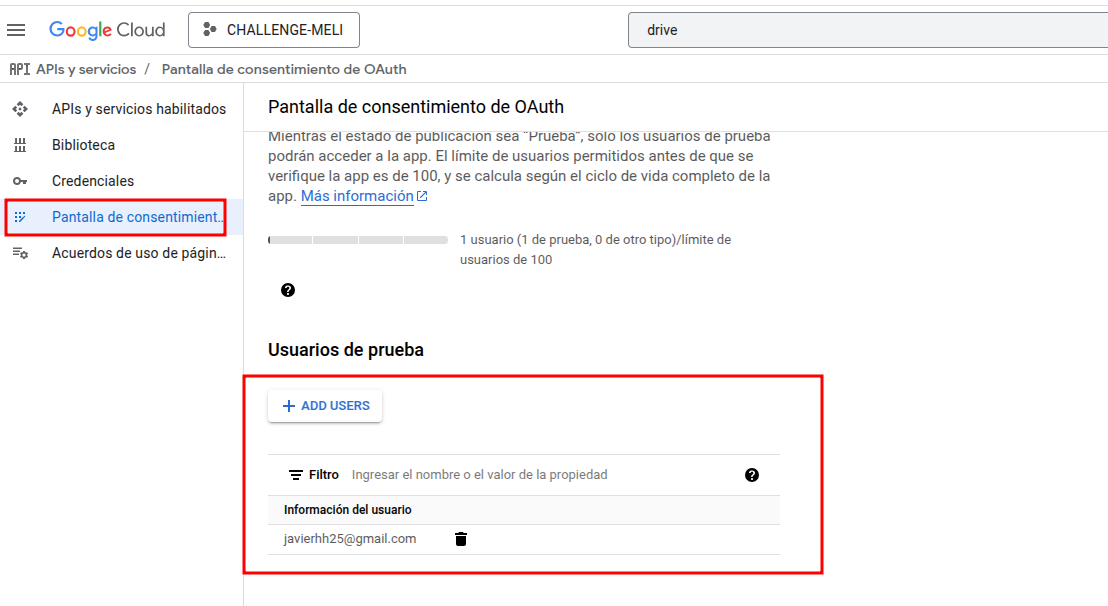 Google Cloud
CHALLENGE-MELI
drive
API APIs y servicios / Pantalla de consentimiento de OAuth
APIs y servicios habilitados
Biblioteca
Credenciales
Pantalla de consentimient...
Acuerdos de uso de págin...
Pantalla de consentimiento de OAuth
Mientras el estado de publicación sea "Prueba", solo los usuarios de prueba
podrán acceder a la app. El límite de usuarios permitidos antes de que se
verifique la app es de 100, y se calcula según el ciclo de vida completo de la
app. Más información
1 usuario (1 de prueba, 0 de otro tipo)/límite de
usuarios de 100
?
Usuarios de prueba
+ ADD USERS
Filtro Ingresar el nombre o el valor de la propiedad ?
Información del usuario
javierhh25@gmail.com